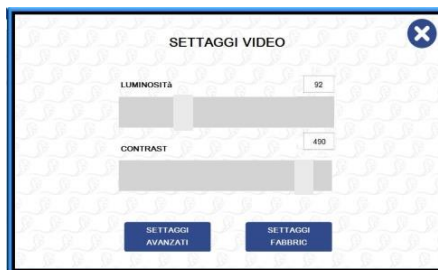 SETTAGGI VIDEO
LUMINOSITà
92
CONTRAST
490
SETTAGGI
AVANZATI
SETTAGGI
FABBRIC